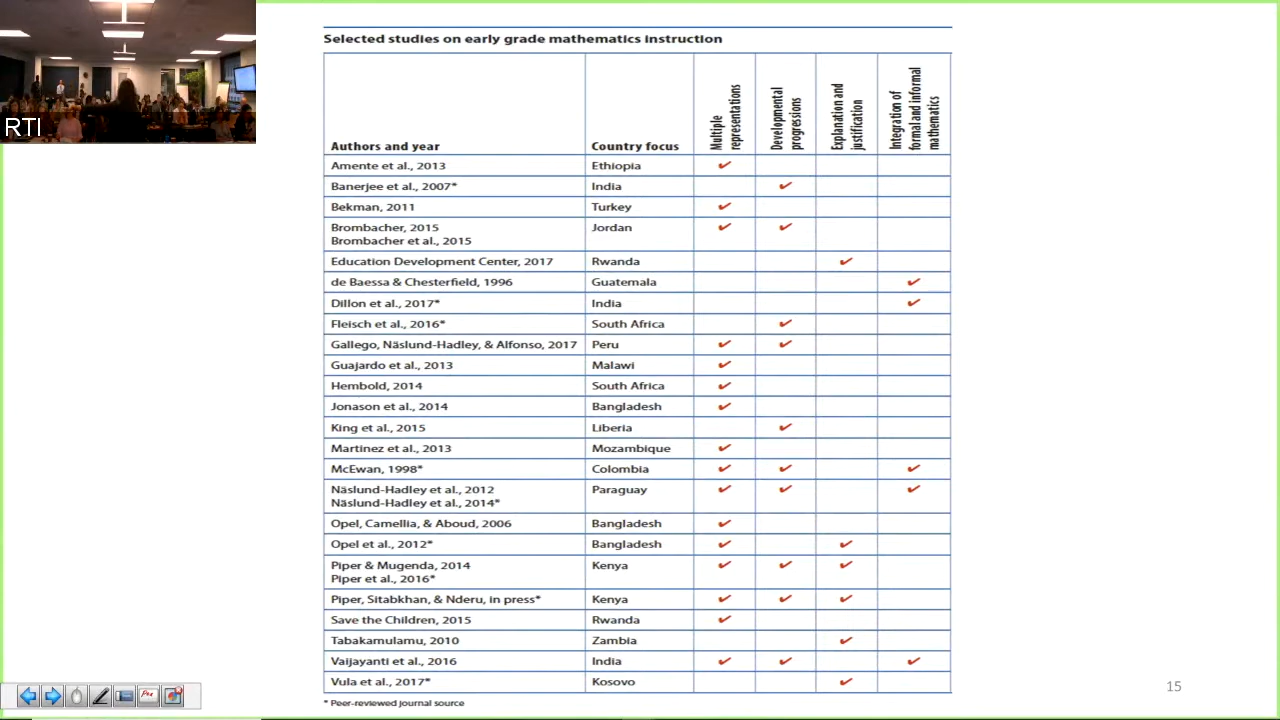 RTI
Selected studies on early grade mathematics instruction
Authors and year Country focus Multiple representations Developmental progressions Explanation and justification Integration of formal and informal mathematics
Amente et al., 2013 Ethiopia ✓
Banerjee et al., 2007* India ✓
Bekman, 2011 Turkey ✓
Brombacher, 2015 Jordan ✓ ✓
Brombacher et al., 2015
Education Development Center, 2017 Rwanda ✓
de Baessa & Chesterfield, 1996 Guatemala ✓
Dillon et al., 2017* India ✓
Fleisch et al., 2016* South Africa ✓
Gallego, Näslund-Hadley, & Alfonso, 2017 Peru ✓ ✓
Guajardo et al., 2013 Malawi ✓
Hembold, 2014 South Africa ✓
Jonason et al., 2014 Bangladesh ✓
King et al., 2015 Liberia ✓
Martinez et al., 2013 Mozambique ✓
McEwan, 1998* Colombia ✓ ✓ ✓
Näslund-Hadley et al., 2012 Paraguay ✓ ✓ ✓
Näslund-Hadley et al., 2014*
Opel, Camellia, & Aboud, 2006 Bangladesh ✓
Opel et al., 2012* Bangladesh ✓ ✓
Piper & Mugenda, 2014 Kenya ✓ ✓ ✓
Piper et al., 2016*
Piper, Sitabkhan, & Nderu, in press* Kenya ✓ ✓ ✓
Save the Children, 2015 Rwanda ✓
Tabakamulamu, 2010 Zambia ✓
Vaijayanti et al., 2016 India ✓ ✓ ✓
Vula et al., 2017* Kosovo ✓
* Peer-reviewed journal source
15